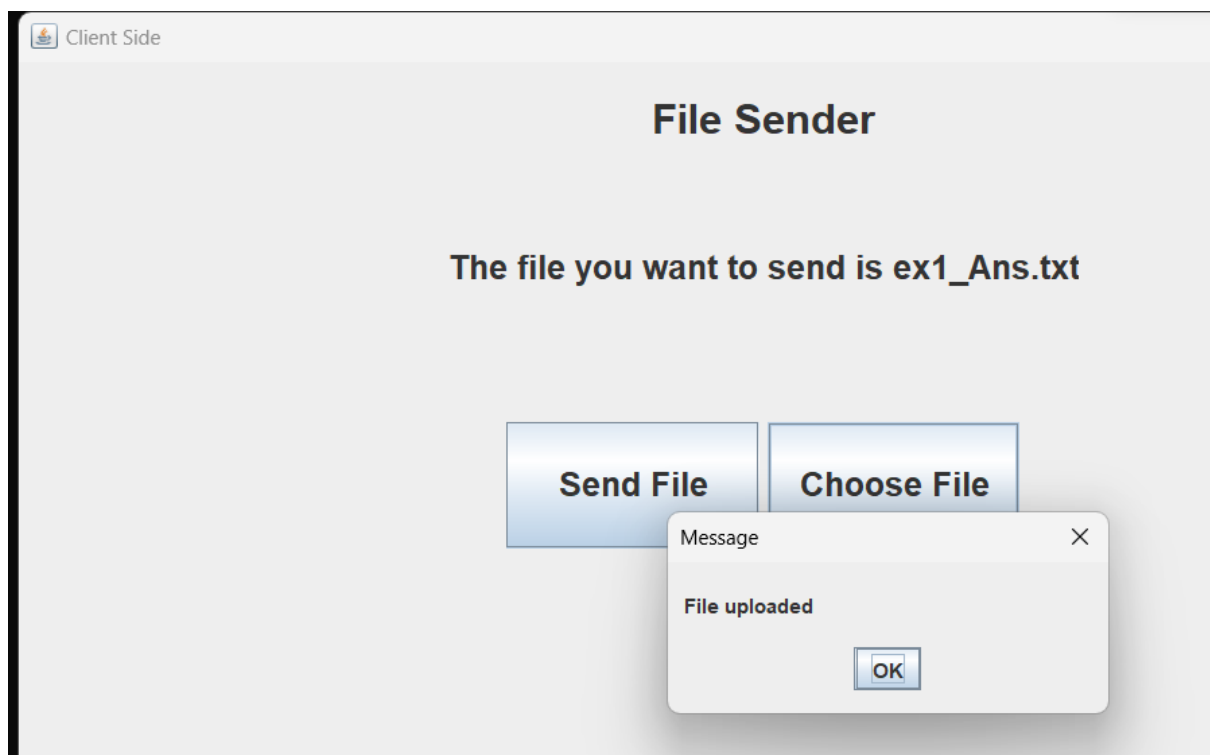 Client Side
File Sender
The file you want to send is ex1_Ans.txt
Send File
Choose File
Message
File uploaded
OK